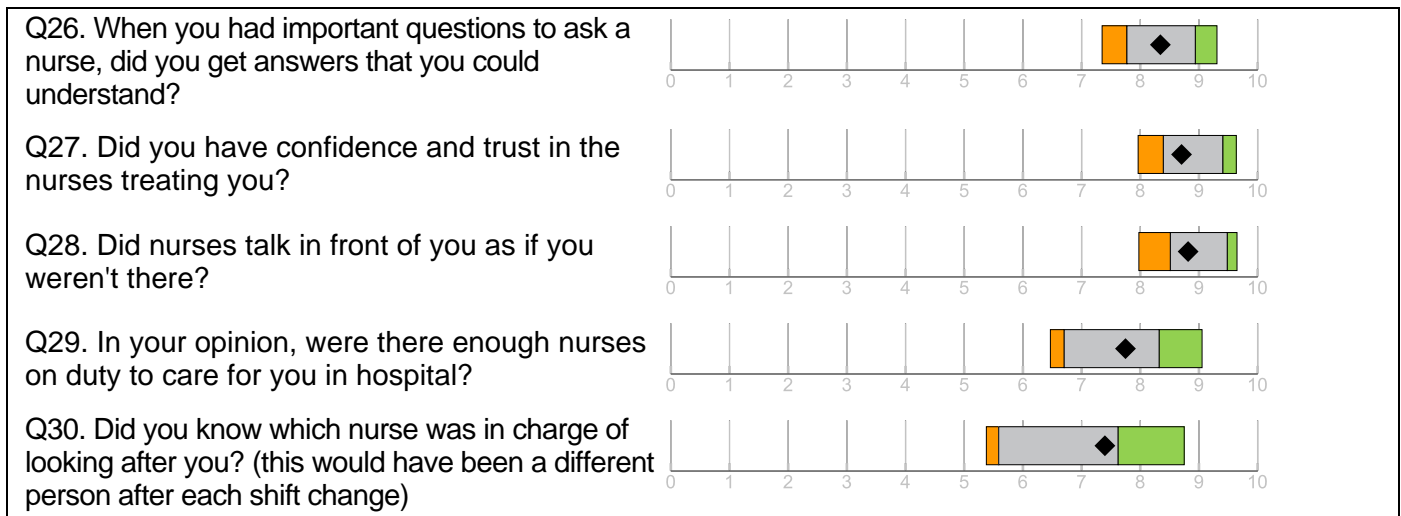 Q26. When you had important questions to ask a
nurse, did you get answers that you could
understand?
0 1 2 3 4 5 6 7 8 9 10
Q27. Did you have confidence and trust in the
nurses treating you?
0 1 2 3 4 5 6 7 8 9 10
Q28. Did nurses talk in front of you as if you
weren't there?
0 1 2 3 4 5 6 7 8 9 10
Q29. In your opinion, were there enough nurses
on duty to care for you in hospital?
0 1 2 3 4 5 6 7 8 9 10
Q30. Did you know which nurse was in charge of
looking after you? (this would have been a different
person after each shift change)
0 1 2 3 4 5 6 7 8 9 10